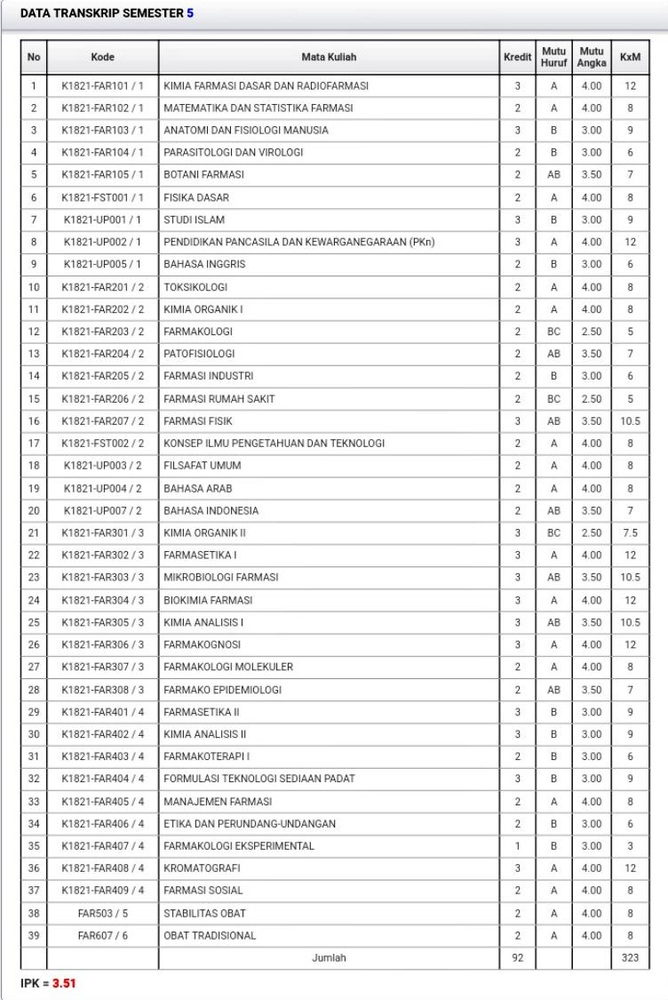 DATA TRANSKRIP SEMESTER 5
No Kode Mata Kuliah Kredit Mutu Huruf Mutu Angka KxM
1 K1821-FAR101 / 1 KIMIA FARMASI DASAR DAN RADIOFARMASI 3 A 4.00 12
2 K1821-FAR102 / 1 MATEMATIKA DAN STATISTIKA FARMASI 2 A 4.00 8
3 K1821-FAR103 / 1 ANATOMI DAN FISIOLOGI MANUSIA 3 B 3.00 9
4 K1821-FAR104 / 1 PARASITOLOGI DAN VIROLOGI 2 B 3.00 6
5 K1821-FAR105 / 1 BOTANI FARMASI 2 AB 3.50 7
6 K1821-FST001 / 1 FISIKA DASAR 2 A 4.00 8
7 K1821-UP001 / 1 STUDI ISLAM 3 B 3.00 9
8 K1821-UP002 / 1 PENDIDIKAN PANCASILA DAN KEWARGANEGARAAN (PKn) 3 A 4.00 12
9 K1821-UP005 / 1 BAHASA INGGRIS 2 B 3.00 6
10 K1821-FAR201 / 2 TOKSIKOLOGI 2 A 4.00 8
11 K1821-FAR202 / 2 KIMIA ORGANIK I 2 A 4.00 8
12 K1821-FAR203 / 2 FARMAKOLOGI 2 BC 2.50 5
13 K1821-FAR204 / 2 PATOFISIOLOGI 2 AB 3.50 7
14 K1821-FAR205 / 2 FARMASI INDUSTRI 2 B 3.00 6
15 K1821-FAR206 / 2 FARMASI RUMAH SAKIT 2 BC 2.50 5
16 K1821-FAR207 / 2 FARMASI FISIK 3 AB 3.50 10.5
17 K1821-FST002 / 2 KONSEP ILMU PENGETAHUAN DAN TEKNOLOGI 2 A 4.00 8
18 K1821-UP003 / 2 FILSAFAT UMUM 2 A 4.00 8
19 K1821-UP004 / 2 BAHASA ARAB 2 A 4.00 8
20 K1821-UP007 / 2 BAHASA INDONESIA 2 AB 3.50 7
21 K1821-FAR301 / 3 KIMIA ORGANIK II 3 BC 2.50 7.5
22 K1821-FAR302 / 3 FARMASETIKA I 3 A 4.00 12
23 K1821-FAR303 / 3 MIKROBIOLOGI FARMASI 3 AB 3.50 10.5
24 K1821-FAR304 / 3 BIOKIMIA FARMASI 3 A 4.00 12
25 K1821-FAR305 / 3 KIMIA ANALISIS I 3 AB 3.50 10.5
26 K1821-FAR306 / 3 FARMAKOGNOSI 3 A 4.00 12
27 K1821-FAR307 / 3 FARMAKOLOGI MOLEKULER 2 A 4.00 8
28 K1821-FAR308 / 3 FARMAKO EPIDEMIOLOGI 2 AB 3.50 7
29 K1821-FAR401 / 4 FARMASETIKA II 3 B 3.00 9
30 K1821-FAR402 / 4 KIMIA ANALISIS II 3 B 3.00 9
31 K1821-FAR403 / 4 FARMAKOTERAPI I 2 B 3.00 6
32 K1821-FAR404 / 4 FORMULASI TEKNOLOGI SEDIAAN PADAT 3 B 3.00 9
33 K1821-FAR405 / 4 MANAJEMEN FARMASI 2 A 4.00 8
34 K1821-FAR406 / 4 ETIKA DAN PERUNDANG-UNDANGAN 2 B 3.00 6
35 K1821-FAR407 / 4 FARMAKOLOGI EKSPERIMENTAL 1 B 3.00 3
36 K1821-FAR408 / 4 KROMATOGRAFI 3 A 4.00 12
37 K1821-FAR409 / 4 FARMASI SOSIAL 2 A 4.00 8
38 FAR503 / 5 STABILITAS OBAT 2 A 4.00 8
39 FAR607 / 6 OBAT TRADISIONAL 2 A 4.00 8
Jumlah 92 323
IPK = 3.51